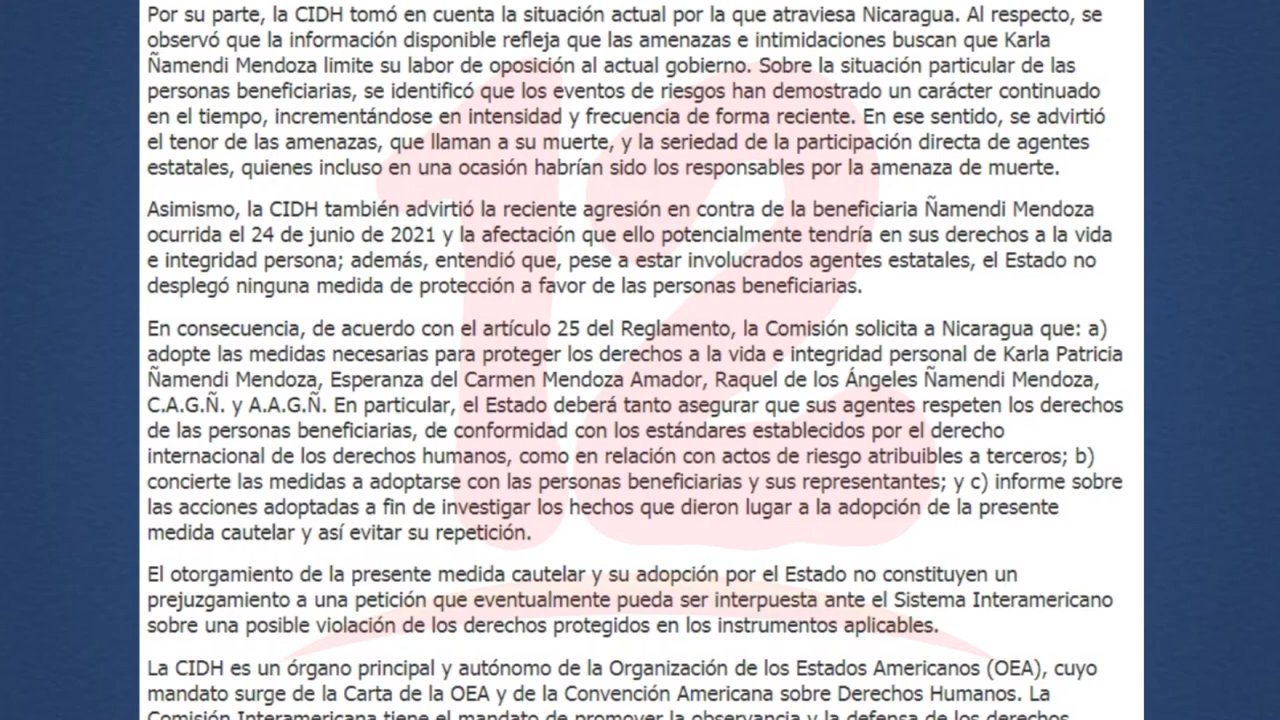 Por su parte, la CIDH tomó en cuenta la situación actual por la que atraviesa Nicaragua. Al respecto, se
observó que la información disponible refleja que las amenazas e intimidaciones buscan que Karla
Ñamendi Mendoza limite su labor de oposición al actual gobierno. Sobre la situación particular de las
personas beneficiarias, se identificó que los eventos de riesgos han demostrado un carácter continuado
en el tiempo, incrementándose en intensidad y frecuencia de forma reciente. En ese sentido, se advirtió
el tenor de las amenazas, que llaman a su muerte, y la seriedad de la participación directa de agentes
estatales, quienes incluso en una ocasión habrían sido los responsables por la amenaza de muerte.
Asimismo, la CIDH también advirtió la reciente agresión en contra de la beneficiaria Ñamendi Mendoza
ocurrida el 24 de junio de 2021 y la afectación que ello potencialmente tendría en sus derechos a la vida
e integridad persona; además, entendió que, pese a estar involucrados agentes estatales, el Estado no
desplegó ninguna medida de protección a favor de las personas beneficiarias.
En consecuencia, de acuerdo con el artículo 25 del Reglamento, la Comisión solicita a Nicaragua que: a)
adopte las medidas necesarias para proteger los derechos a la vida e integridad personal de Karla Patricia
Ñamendi Mendoza, Esperanza del Carmen Mendoza Amador, Raquel de los Ángeles Ñamendi Mendoza,
C.A.G.Ñ. y A.A.G.Ñ. En particular, el Estado deberá tanto asegurar que sus agentes respeten los derechos
de las personas beneficiarias, de conformidad con los estándares establecidos por el derecho
internacional de los derechos humanos, como en relación con actos de riesgo atribuibles a terceros; b)
concierte las medidas a adoptarse con las personas beneficiarias y sus representantes; y c) informe sobre
las acciones adoptadas a fin de investigar los hechos que dieron lugar a la adopción de la presente
medida cautelar y así evitar su repetición.
El otorgamiento de la presente medida cautelar y su adopción por el Estado no constituyen un
prejuzgamiento a una petición que eventualmente pueda ser interpuesta ante el Sistema Interamericano
sobre una posible violación de los derechos protegidos en los instrumentos aplicables.
La CIDH es un órgano principal y autónomo de la Organización de los Estados Americanos (OEA), cuyo
mandato surge de la Carta de la OEA y de la Convención Americana sobre Derechos Humanos. La
Comisión Interamericana tiene el mandato de promover la observancia y la defensa de los derechos
12